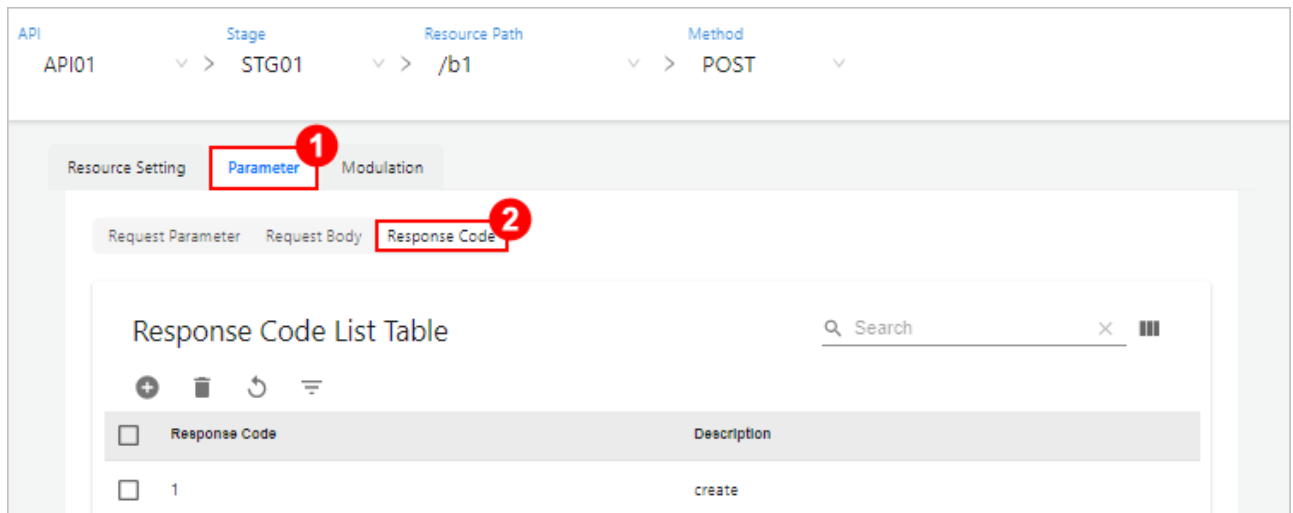 API Stage Resource Path Method
API01 > STG01 > /b1 > POST
1
Resource Setting Parameter Modulation
2
Request Parameter Request Body Response Code
Response Code List Table Search
Response Code Description
1 create